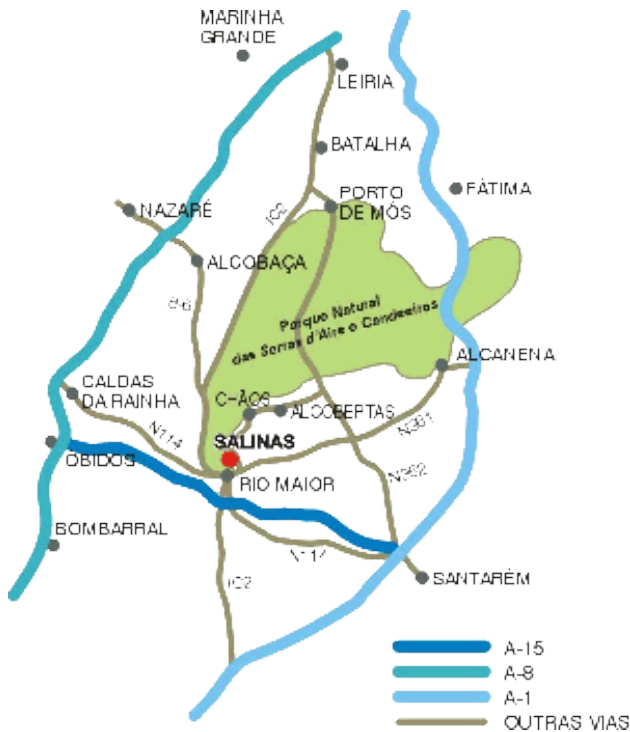 MARINHA
GRANDE
LEIRIA
BATALHA
FÁTIMA
PORTO
DE MÓS
NAZARÉ
IC2
ALCOBAÇA
Parque Natural
das Serras d'Aire e Candeeiros
ALCANENA
CALDAS
DA RAINHA
CHÃOS
ALCOBERTAS
N114
N361
SALINAS
ÓBIDOS
N362
RIO MAIOR
BOMBARRAL
N114
SANTARÉM
IC2
A-15
A-8
A-1
OUTRAS VIAS